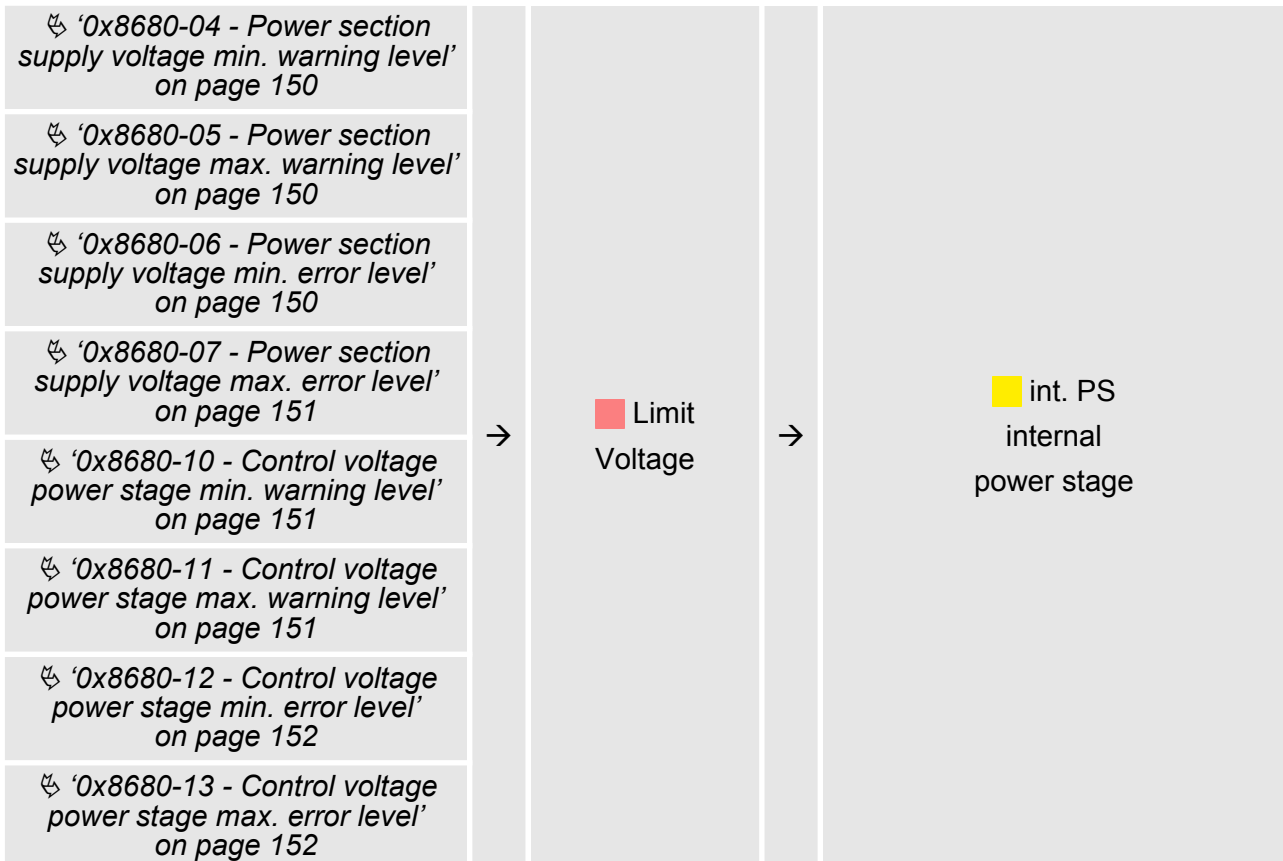 ↳ ‘0x8680-04 - Power section
supply voltage min. warning level’
on page 150
↳ ‘0x8680-05 - Power section
supply voltage max. warning level’
on page 150
↳ ‘0x8680-06 - Power section
supply voltage min. error level’
on page 150
↳ ‘0x8680-07 - Power section
supply voltage max. error level’
on page 151
↳ ‘0x8680-10 - Control voltage
power stage min. warning level’
on page 151
↳ ‘0x8680-11 - Control voltage
power stage max. warning level’
on page 151
↳ ‘0x8680-12 - Control voltage
power stage min. error level’
on page 152
↳ ‘0x8680-13 - Control voltage
power stage max. error level’
on page 152
→
Limit
Voltage
→
int. PS
internal
power stage